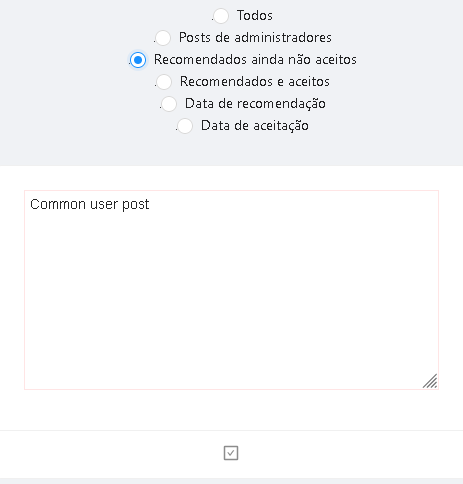 Todos
Posts de administradores
Recomendados ainda não aceitos
Recomendados e aceitos
Data de recomendação
Data de aceitação
Common user post